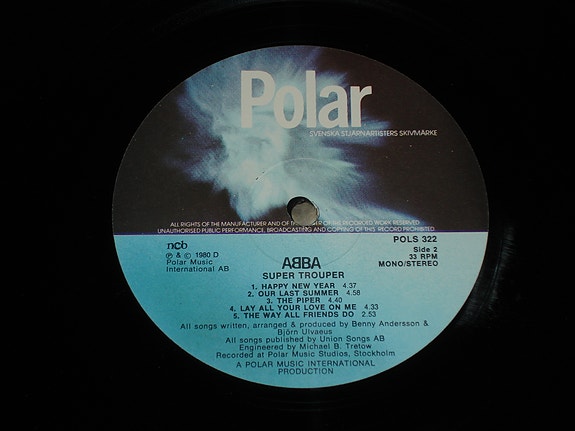 Polar
SVENSKA STJÄRNARTISTERS SKIVMÄRKE
ALL RIGHTS OF THE MANUFACTURER AND OF THE OWNER OF THE RECORDED WORK RESERVED
UNAUTHORISED PUBLIC PERFORMANCE, BROADCASTING AND COPYING OF THIS RECORD PROHIBITED
ncb
℗ & © 1980 D
Polar Music
International AB
POLS 322
Side 2
33 RPM
MONO/STEREO
AᗺBA
SUPER TROUPER
1. HAPPY NEW YEAR 4.37
2. OUR LAST SUMMER 4.58
3. THE PIPER 4.40
4. LAY ALL YOUR LOVE ON ME 4.33
5. THE WAY ALL FRIENDS DO 2.53
All songs written, arranged & produced by Benny Andersson &
Björn Ulvaeus
All songs published by Union Songs AB
Engineered by Michael B. Tretow
Recorded at Polar Music Studios, Stockholm
A POLAR MUSIC INTERNATIONAL
PRODUCTION